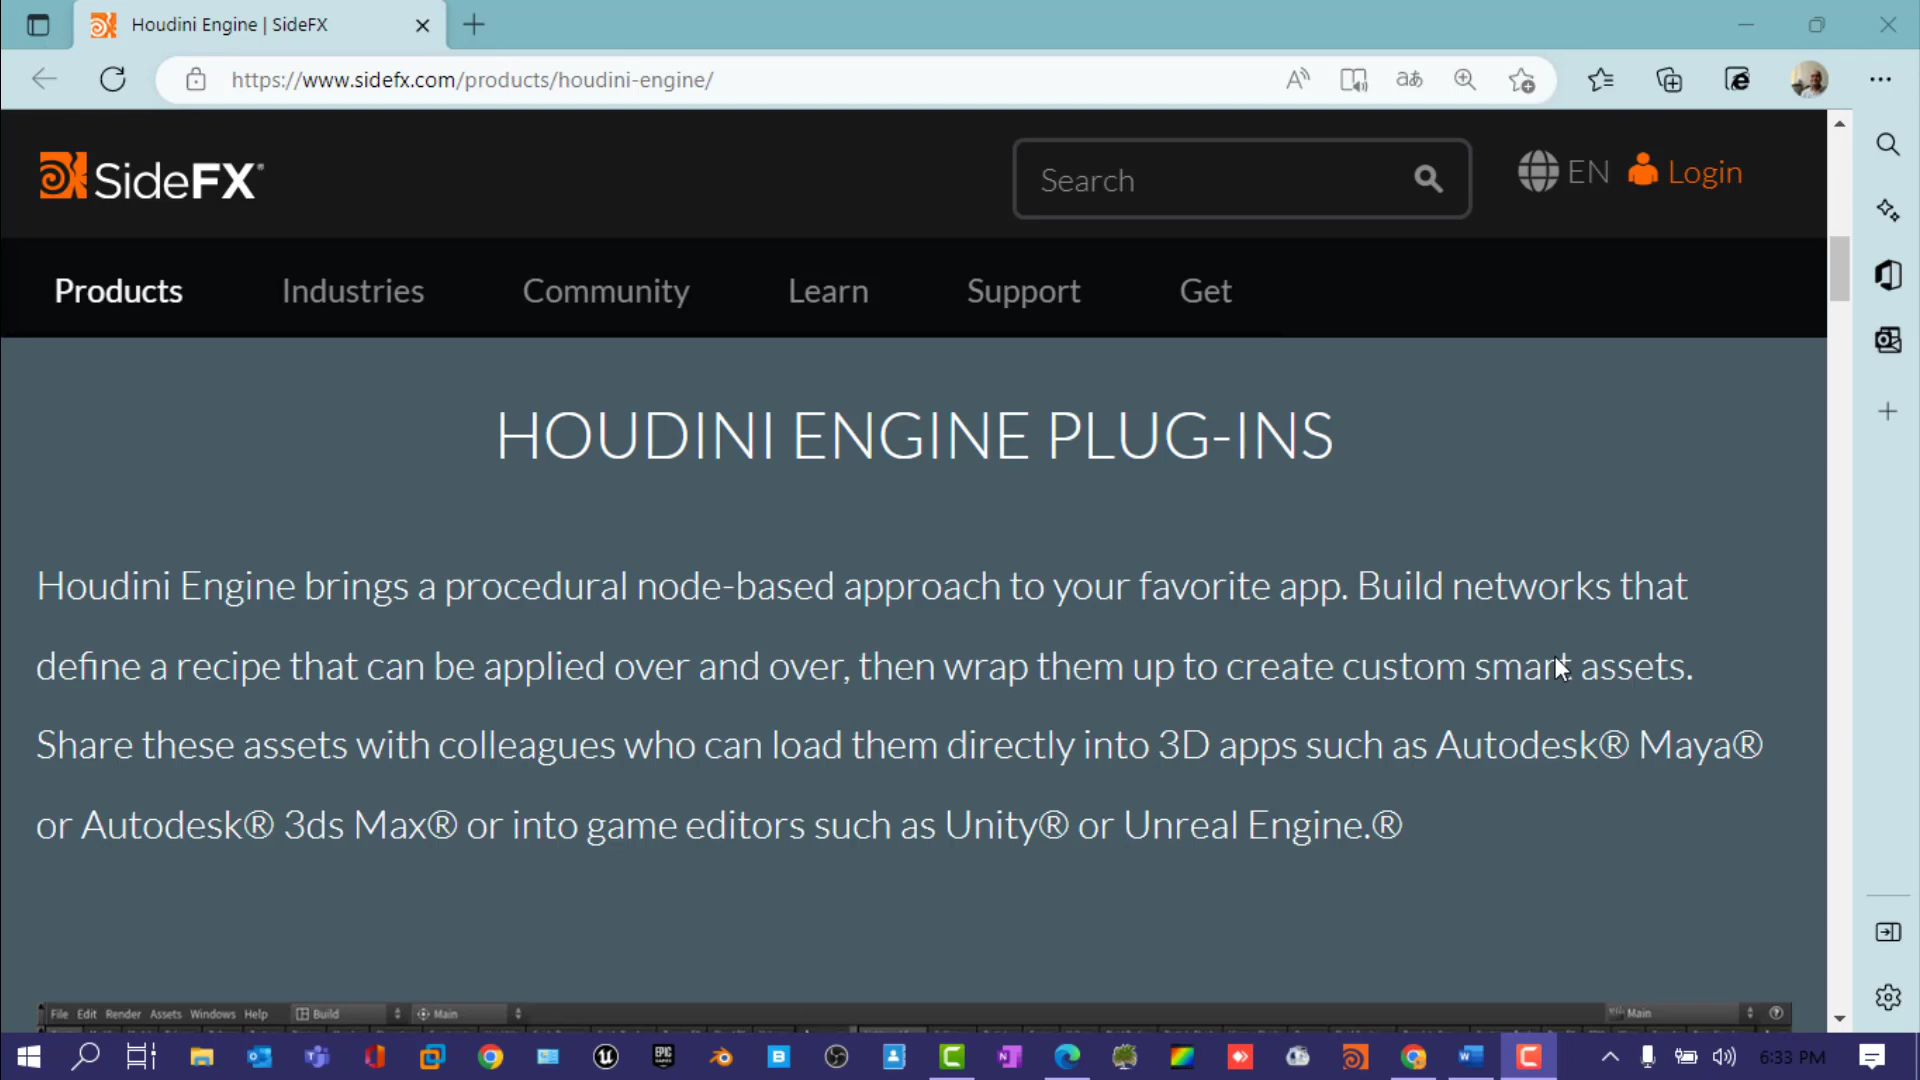 Houdini Engine | SideFX
https://www.sidefx.com/products/houdini-engine/
SideFX
Search
EN
Login
Products Industries Community Learn Support Get
HOUDINI ENGINE PLUG-INS
Houdini Engine brings a procedural node-based approach to your favorite app. Build networks that
define a recipe that can be applied over and over, then wrap them up to create custom smart assets.
Share these assets with colleagues who can load them directly into 3D apps such as Autodesk® Maya®
or Autodesk® 3ds Max® or into game editors such as Unity® or Unreal Engine.®
File Edit Render Assets Windows Help Build Main Main
6:33 PM